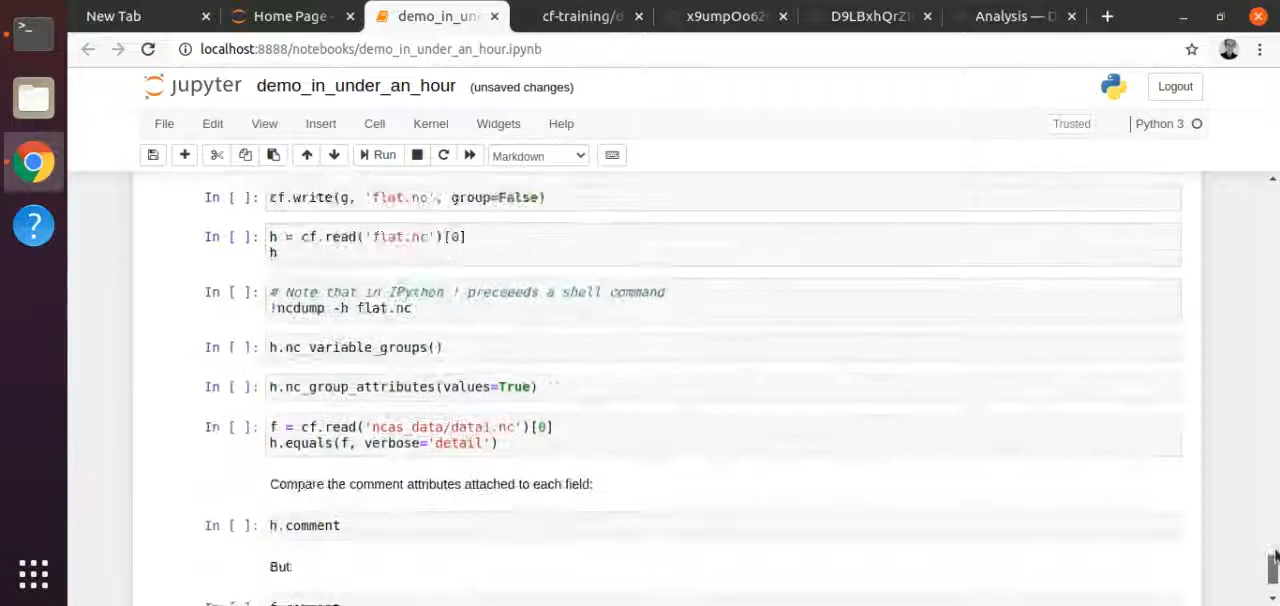 New Tab
Home Page -
demo_in_un
cf-training/d
x9umpOo62
D9LBxhQrZI
Analysis — D
localhost:8888/notebooks/demo_in_under_an_hour.ipynb
jupyter demo_in_under_an_hour (unsaved changes)
Logout
File Edit View Insert Cell Kernel Widgets Help
Trusted
Python 3
Run
Markdown
In [ ]: cf.write(g, 'flat.nc', group=False)
In [ ]: h = cf.read('flat.nc')[0]
h
In [ ]: # Note that in IPython ! preceeds a shell command
!ncdump -h flat.nc
In [ ]: h.nc_variable_groups()
In [ ]: h.nc_group_attributes(values=True)
In [ ]: f = cf.read('ncas_data/data1.nc')[0]
h.equals(f, verbose='detail')
Compare the comment attributes attached to each field:
In [ ]: h.comment
But: